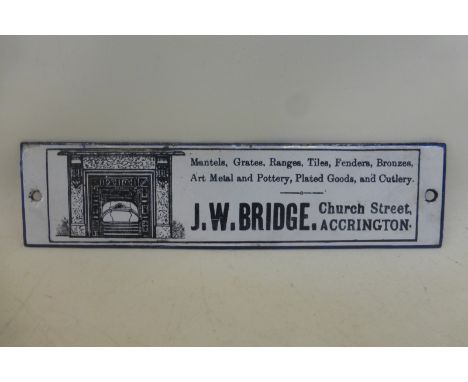 Mantels, Grates, Ranges, Tiles, Fenders, Bronzes,
Art Metal and Pottery, Plated Goods, and Cutlery.
J.W.BRIDGE. Church Street,
ACCRINGTON.